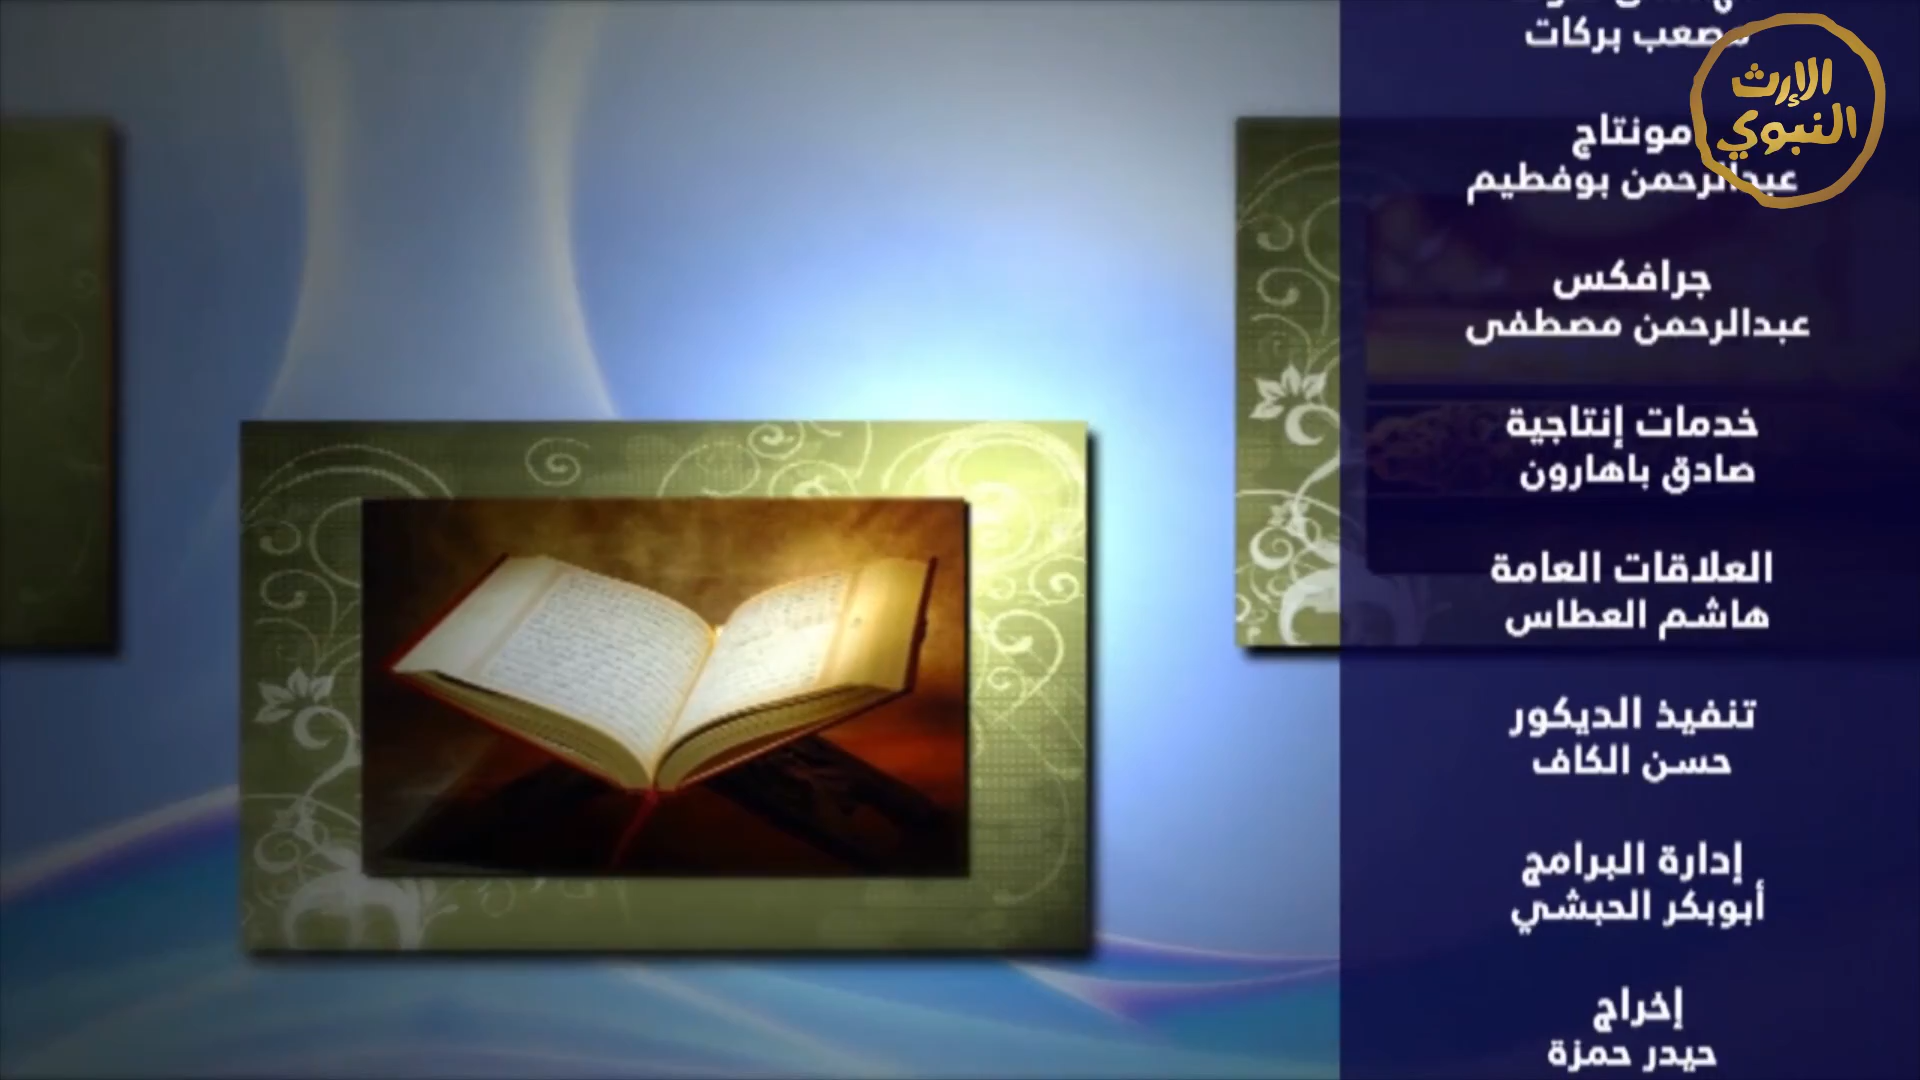 مصعب بركات
مونتاج
عبدالرحمن بوفطيم
جرافكس
عبدالرحمن مصطفى
خدمات إنتاجية
صادق باهارون
العلاقات العامة
هاشم العطاس
تنفيذ الديكور
حسن الكاف
إدارة البرامج
أبوبكر الحبشي
إخراج
حيدر حمزة
الإرث
النبوي